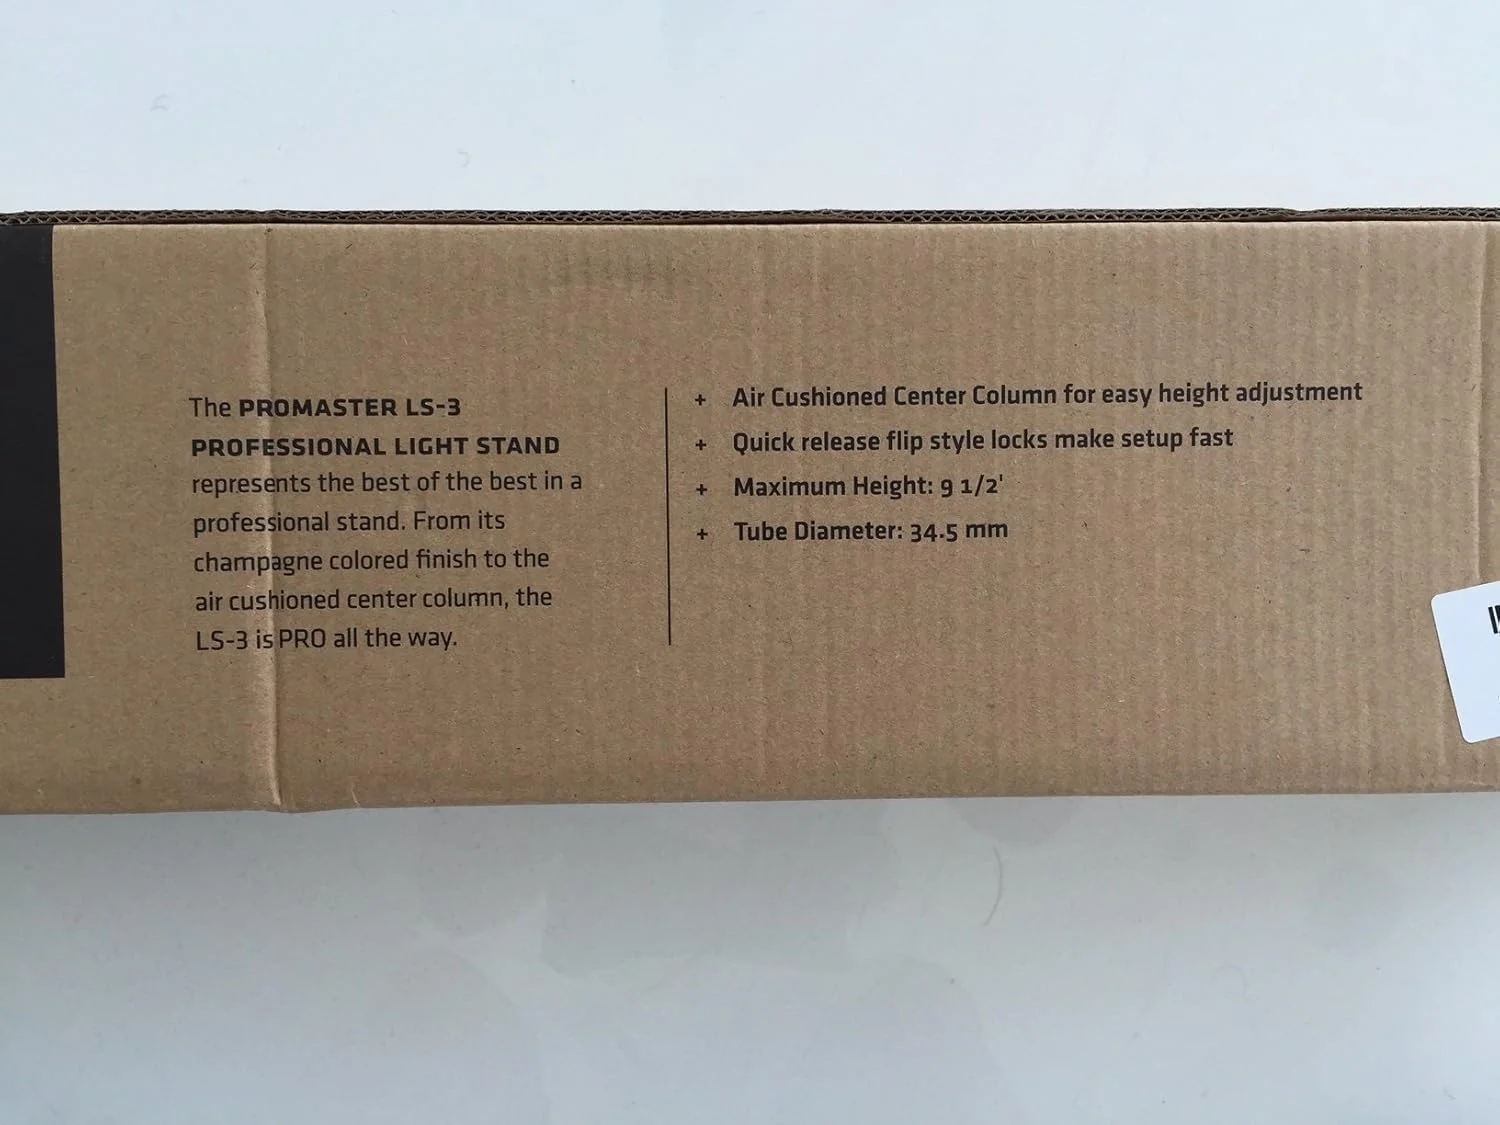 The PROMASTER LS-3
PROFESSIONAL LIGHT STAND
represents the best of the best in a
professional stand. From its
champagne colored finish to the
air cushioned center column, the
LS-3 is PRO all the way.
+ Air Cushioned Center Column for easy height adjustment
+ Quick release flip style locks make setup fast
+ Maximum Height: 9 1/2'
+ Tube Diameter: 34.5 mm